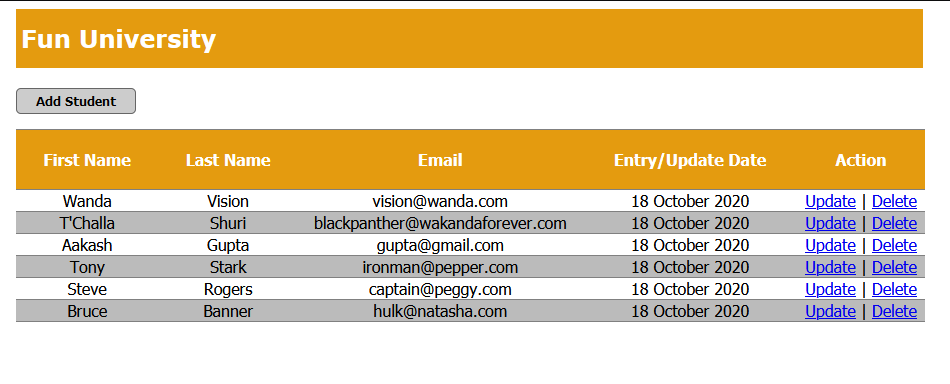 Fun University
Add Student
First Name Last Name Email Entry/Update Date Action
Wanda Vision vision@wanda.com 18 October 2020 Update | Delete
T'Challa Shuri blackpanther@wakandaforever.com 18 October 2020 Update | Delete
Aakash Gupta gupta@gmail.com 18 October 2020 Update | Delete
Tony Stark ironman@pepper.com 18 October 2020 Update | Delete
Steve Rogers captain@peggy.com 18 October 2020 Update | Delete
Bruce Banner hulk@natasha.com 18 October 2020 Update | Delete